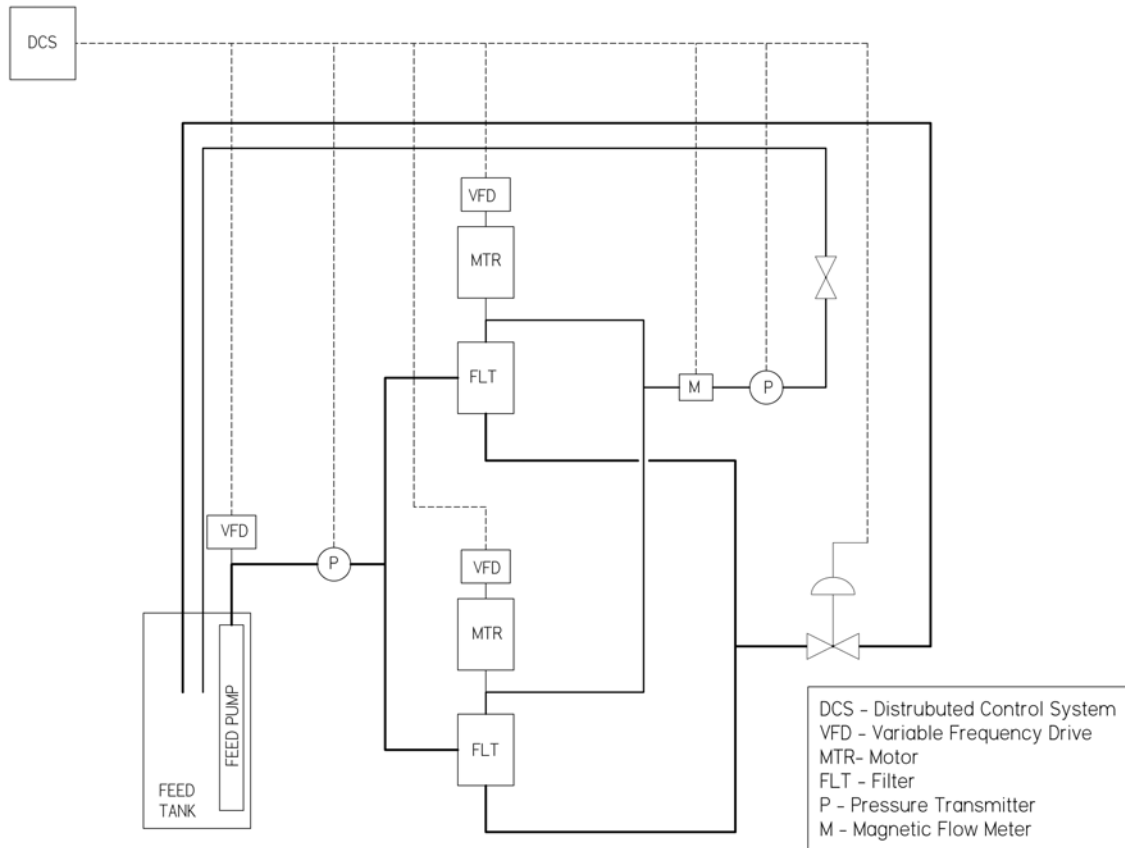 DCS
VFD
MTR
FLT
M
P
VFD
P
VFD
MTR
FEED PUMP
FLT
FEED
TANK
DCS - Distrubuted Control System
VFD - Variable Frequency Drive
MTR- Motor
FLT - Filter
P - Pressure Transmitter
M - Magnetic Flow Meter